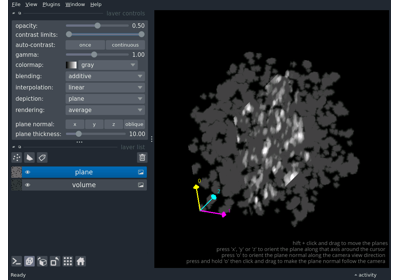 File View Plugins Window Help
layer controls
opacity: 0.50
contrast limits:
auto-contrast: once continuous
gamma: 1.00
colormap: gray
blending: additive
interpolation: linear
depiction: plane
rendering: average
plane normal: x y z oblique
plane thickness: 10.00
layer list
plane
volume
0
2
hift + click and drag to move the planes
press 'x', 'y' or 'z' to orient the plane along that axis around the cursor
press 'o' to orient the plane normal along the camera view direction
press and hold 'o' then click and drag to make the plane normal follow the camera
Ready
activity